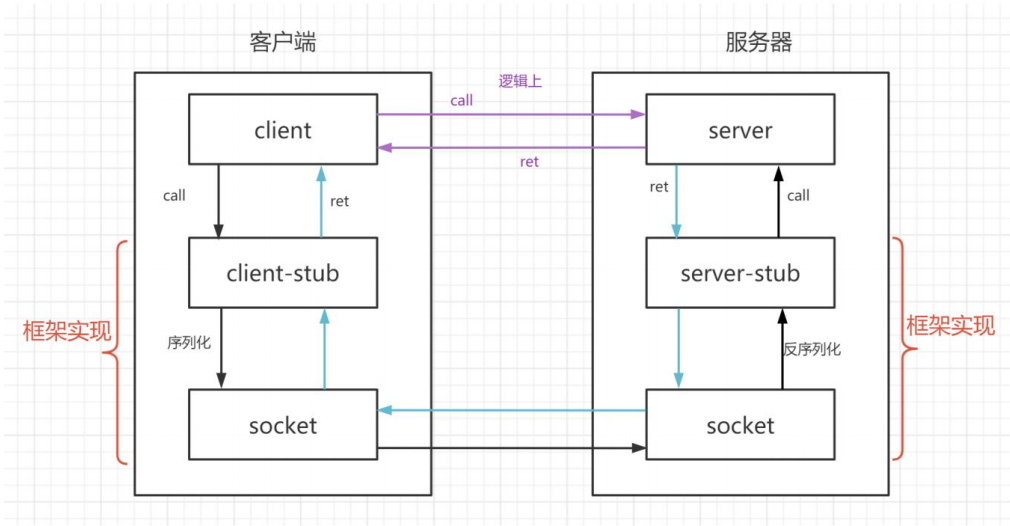 客户端
服务器
逻辑上
call
client
server
ret
call
ret
ret
call
client-stub
server-stub
框架实现
框架实现
序列化
反序列化
socket
socket